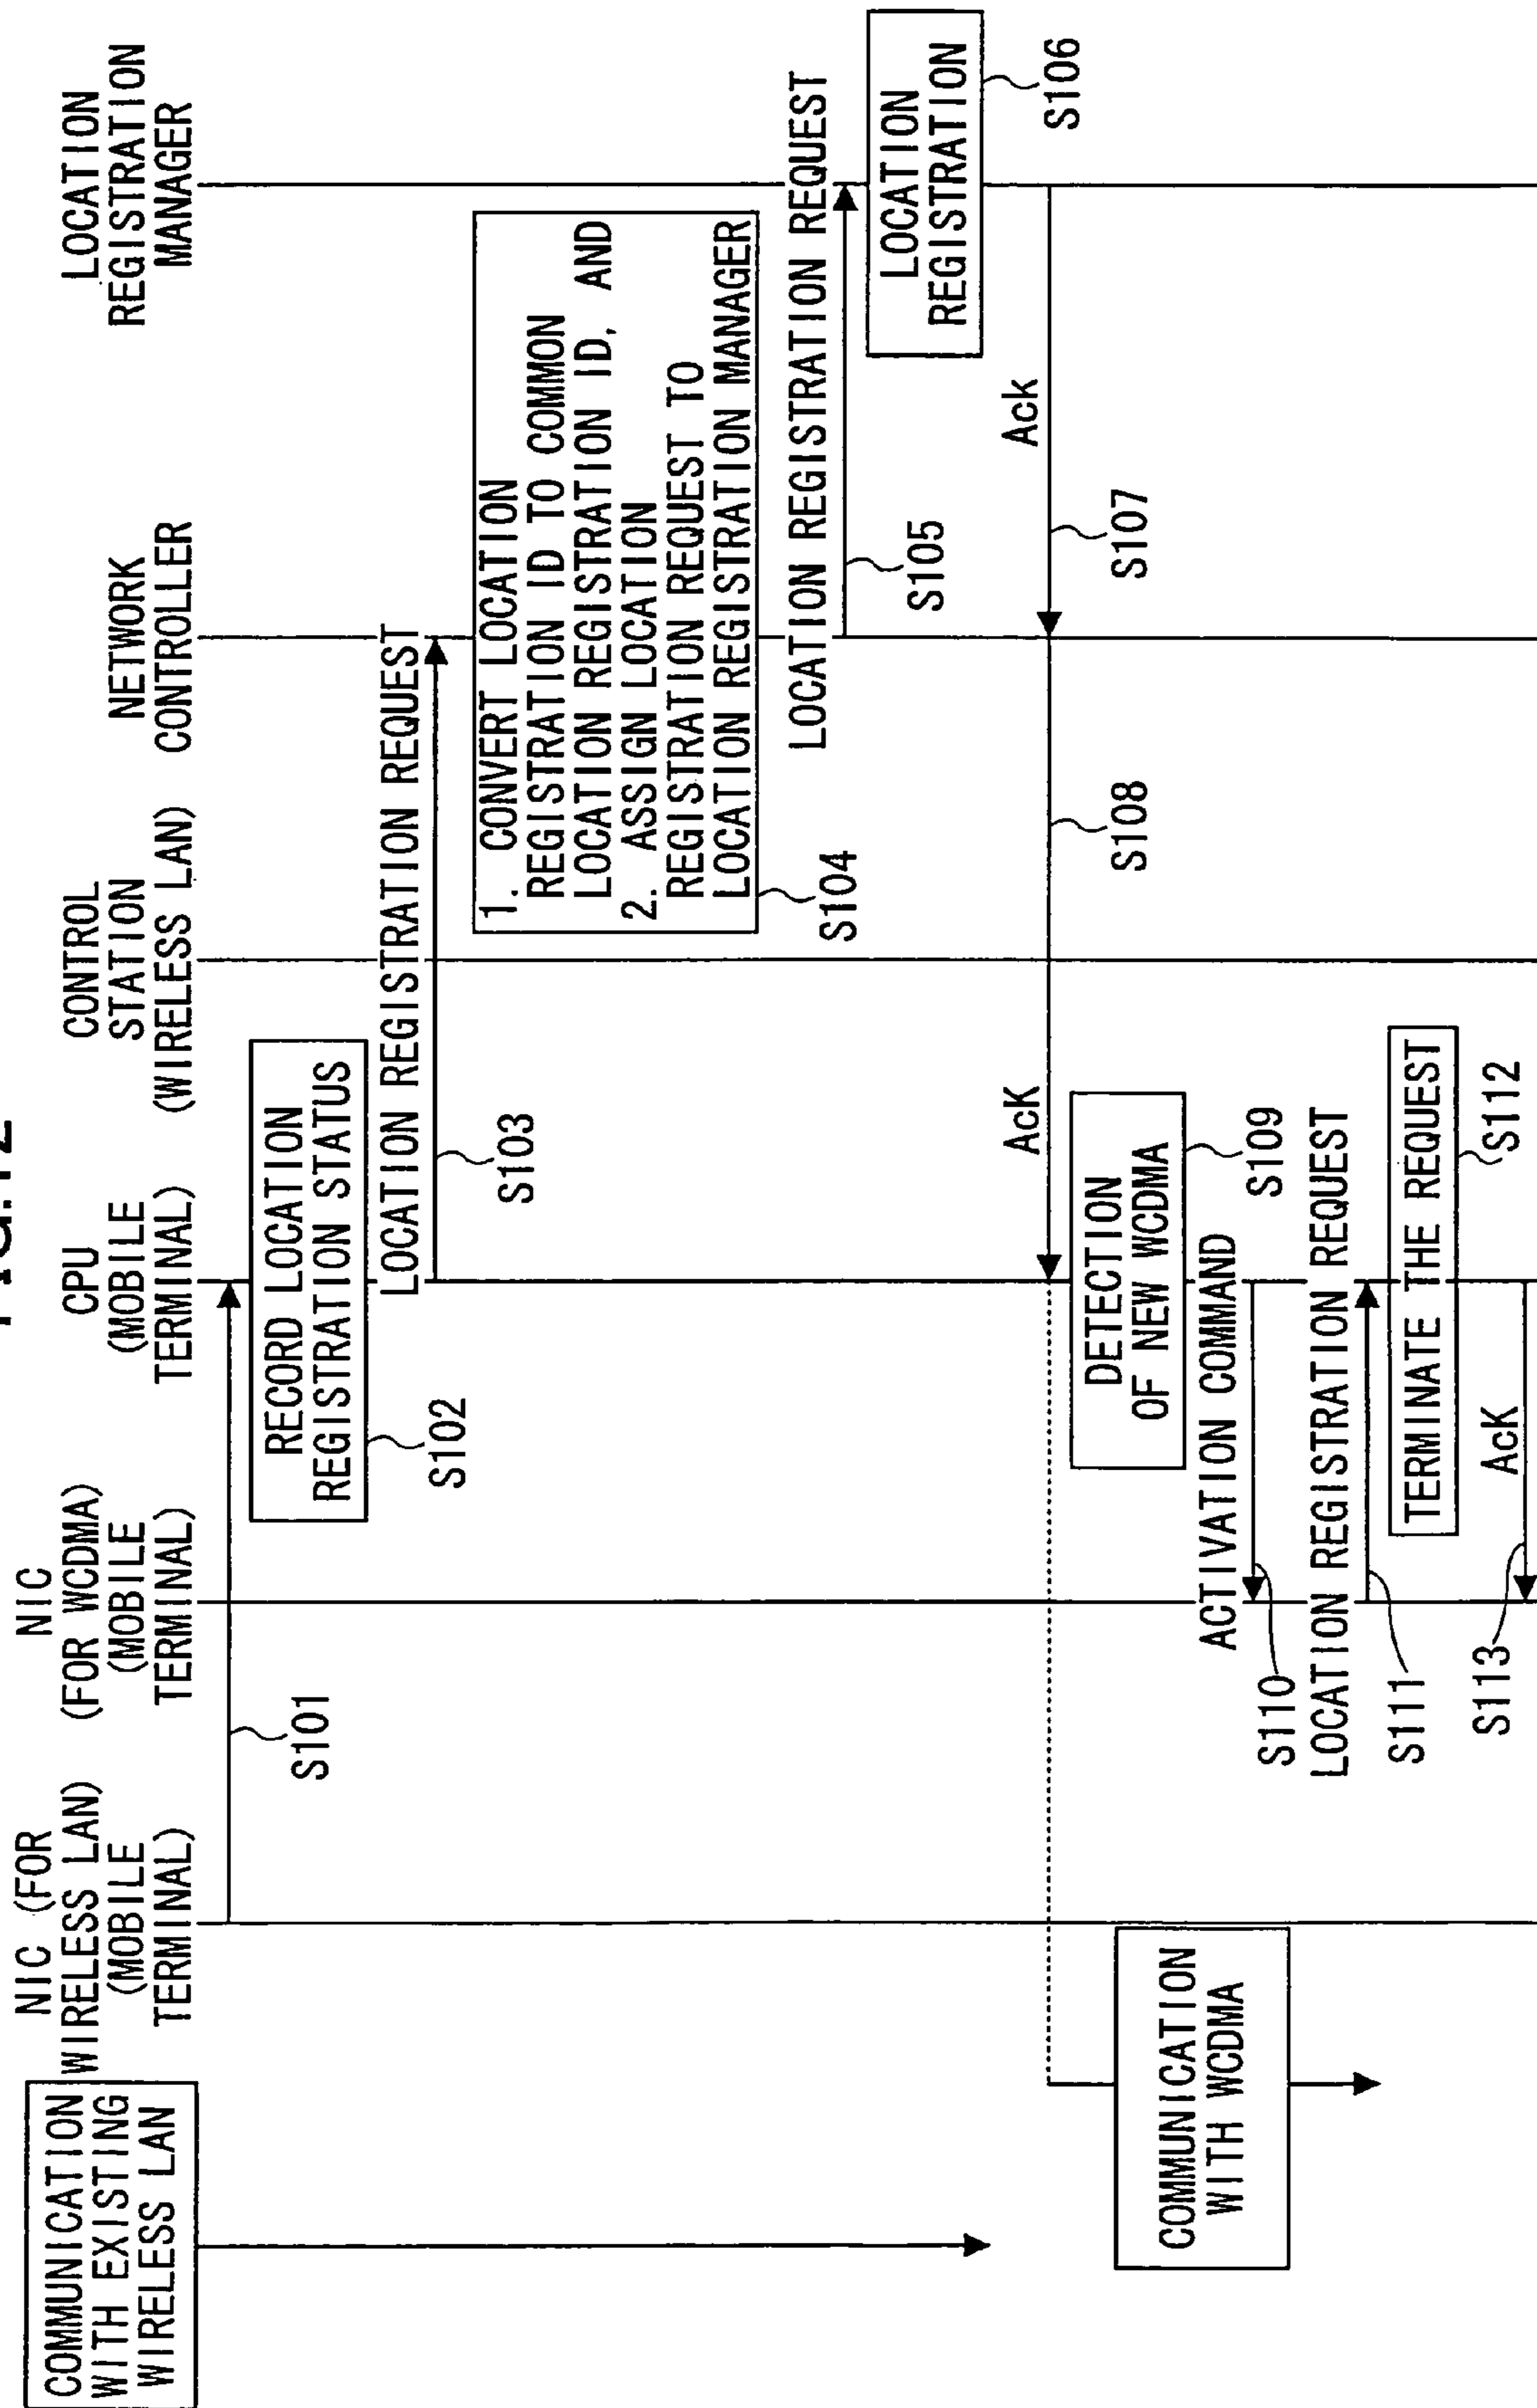 FIG.12
COMMUNICATION
WITH EXISTING
WIRELESS LAN
NIC (FOR
WIRELESS LAN)
(MOBILE
TERMINAL)
NIC
(FOR WCDMA)
(MOBILE
TERMINAL)
CPU
(MOBILE
TERMINAL)
CONTROL
STATION
(WIRELESS LAN)
NETWORK
CONTROLLER
LOCATION
REGISTRATION
MANAGER
S101
RECORD LOCATION
REGISTRATION STATUS
S102
LOCATION REGISTRATION REQUEST
S103
1. CONVERT LOCATION
REGISTRATION ID TO COMMON
LOCATION REGISTRATION ID, AND
2. ASSIGN LOCATION
REGISTRATION REQUEST TO
LOCATION REGISTRATION MANAGER
S104
LOCATION REGISTRATION REQUEST
S105
LOCATION
REGISTRATION
S106
Ack
S107
AcK
S108
DETECTION
OF NEW WCDMA
S109
COMMUNICATION
WITH WCDMA
ACTIVATION COMMAND
S110
LOCATION REGISTRATION REQUEST
S111
TERMINATE THE REQUEST
S112
AcK
S113